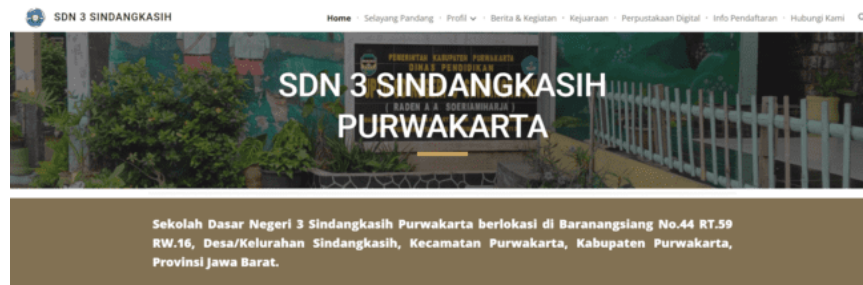 SDN 3 SINDANGKASIH
Home · Selayang Pandang · Profil · Berita & Kegiatan · Kejuaraan · Perpustakaan Digital · Info Pendaftaran · Hubungi Kami
PEMERINTAH KABUPATEN PURWAKARTA
DINAS PENDIDIKAN
SDN 3 SINDANGKASIH
( RADEN A A SOERIAMIHARJA )
PURWAKARTA
Sekolah Dasar Negeri 3 Sindangkasih Purwakarta berlokasi di Baranangsiang No.44 RT.59
RW.16, Desa/Kelurahan Sindangkasih, Kecamatan Purwakarta, Kabupaten Purwakarta,
Provinsi Jawa Barat.